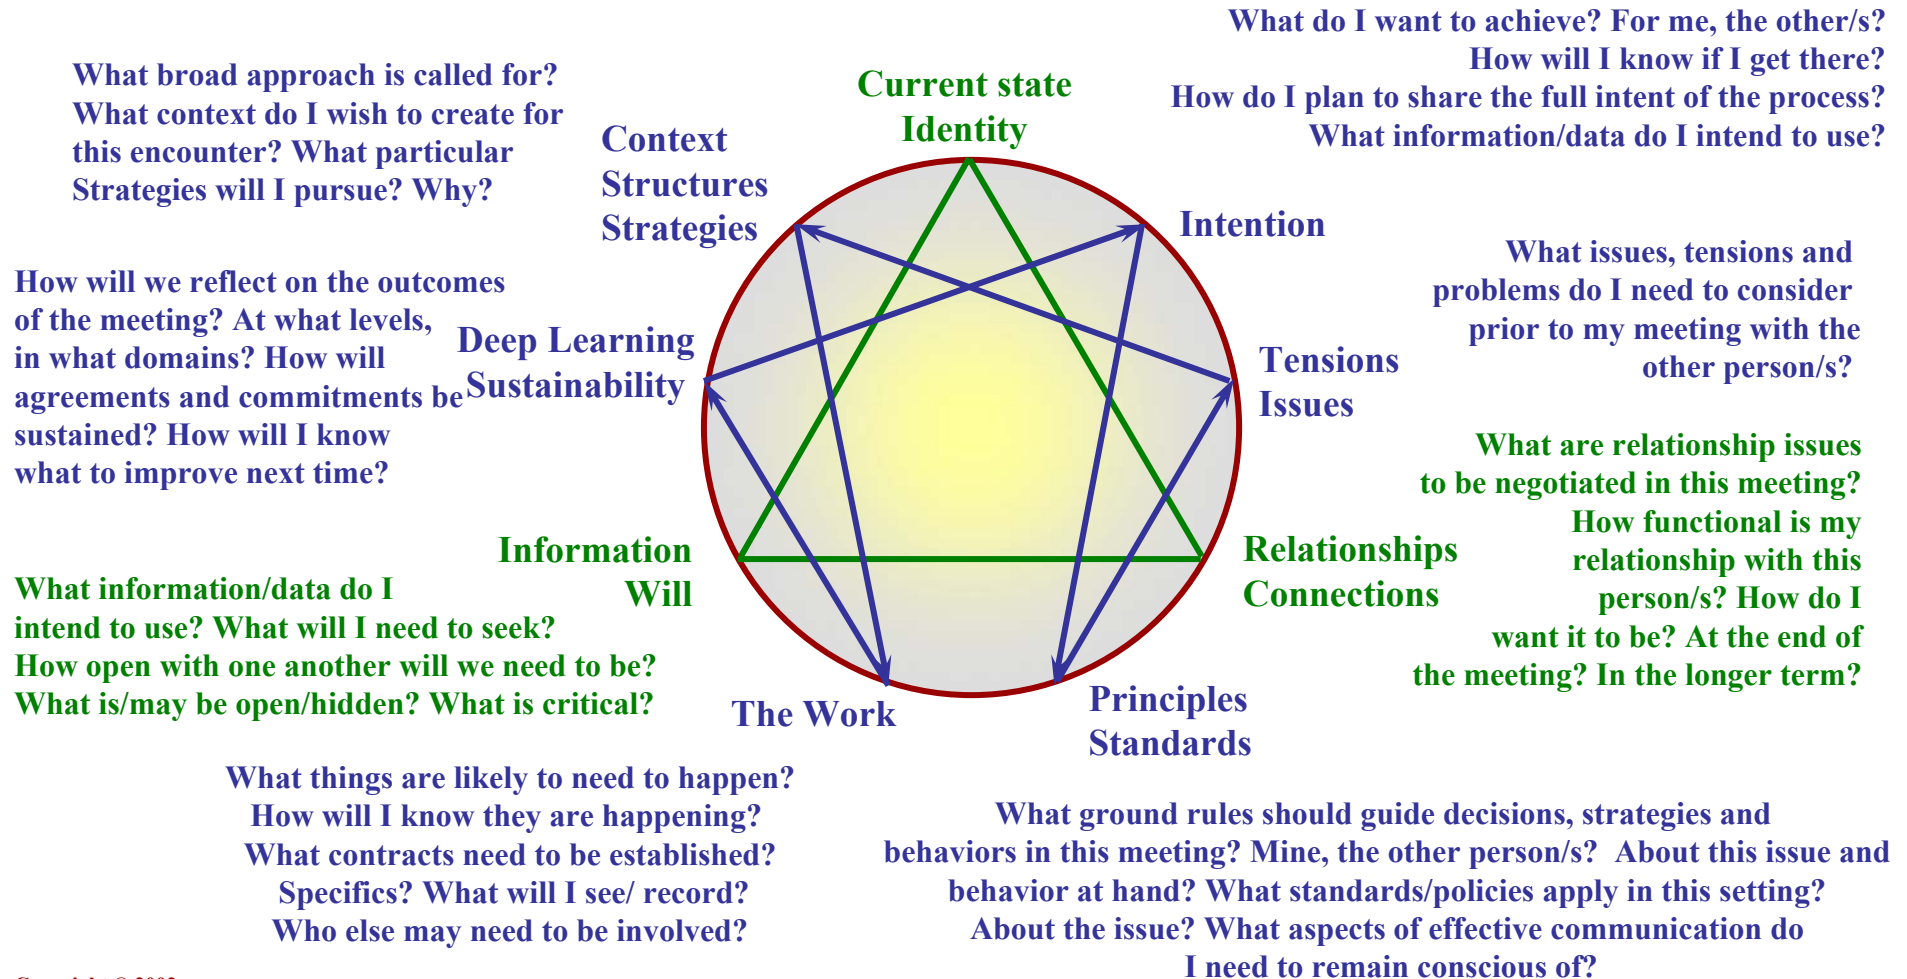 What do I want to achieve? For me, the other/s?
How will I know if I get there?
How do I plan to share the full intent of the process?
What information/data do I intend to use?
What broad approach is called for?
What context do I wish to create for
this encounter? What particular
Strategies will I pursue? Why?
Current state
Identity
Context
Structures
Strategies
Intention
What issues, tensions and
problems do I need to consider
prior to my meeting with the
other person/s?
How will we reflect on the outcomes
of the meeting? At what levels,
in what domains? How will
agreements and commitments be
sustained? How will I know
what to improve next time?
Deep Learning
Sustainability
Tensions
Issues
What are relationship issues
to be negotiated in this meeting?
How functional is my
relationship with this
person/s? How do I
want it to be? At the end of
the meeting? In the longer term?
Information
Will
Relationships
Connections
What information/data do I
intend to use? What will I need to seek?
How open with one another will we need to be?
What is/may be open/hidden? What is critical?
The Work
Principles
Standards
What things are likely to need to happen?
How will I know they are happening?
What contracts need to be established?
Specifics? What will I see/ record?
Who else may need to be involved?
What ground rules should guide decisions, strategies and
behaviors in this meeting? Mine, the other person/s?  About this issue and
behavior at hand? What standards/policies apply in this setting?
About the issue? What aspects of effective communication do
I need to remain conscious of?